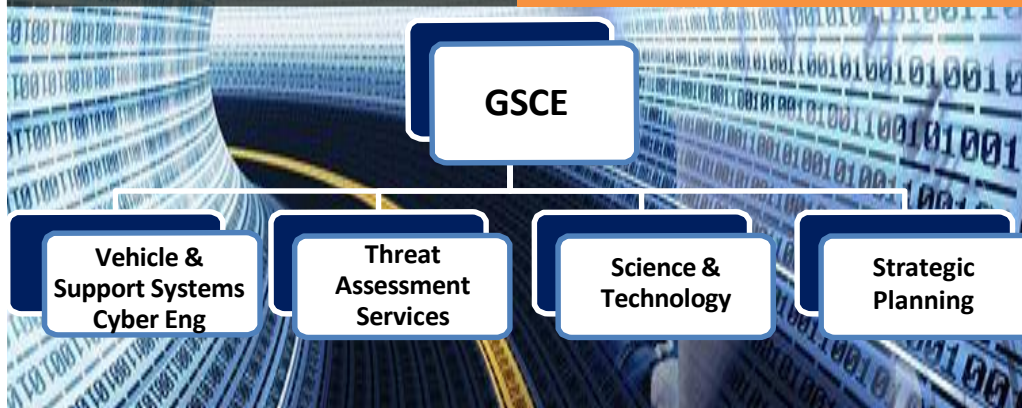 GSCE
Vehicle &
Support Systems
Cyber Eng
Threat
Assessment
Services
Science &
Technology
Strategic
Planning